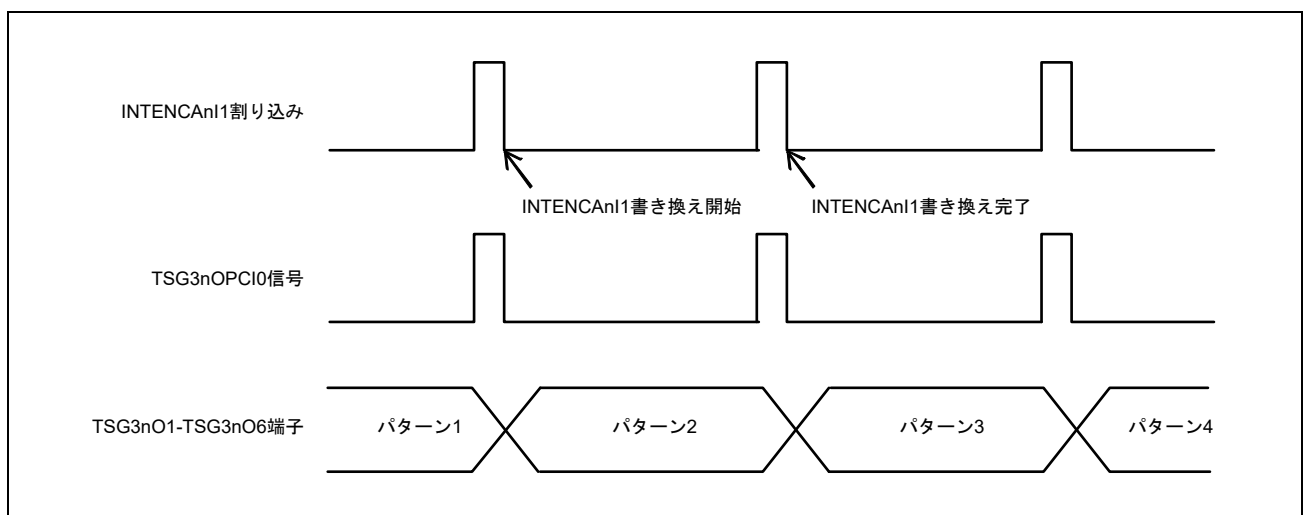 INTENCAnI1割り込み
INTENCAnI1書き換え開始
INTENCAnI1書き換え完了
TSG3nOPCI0信号
TSG3nO1-TSG3nO6端子
パターン1
パターン2
パターン3
パターン4